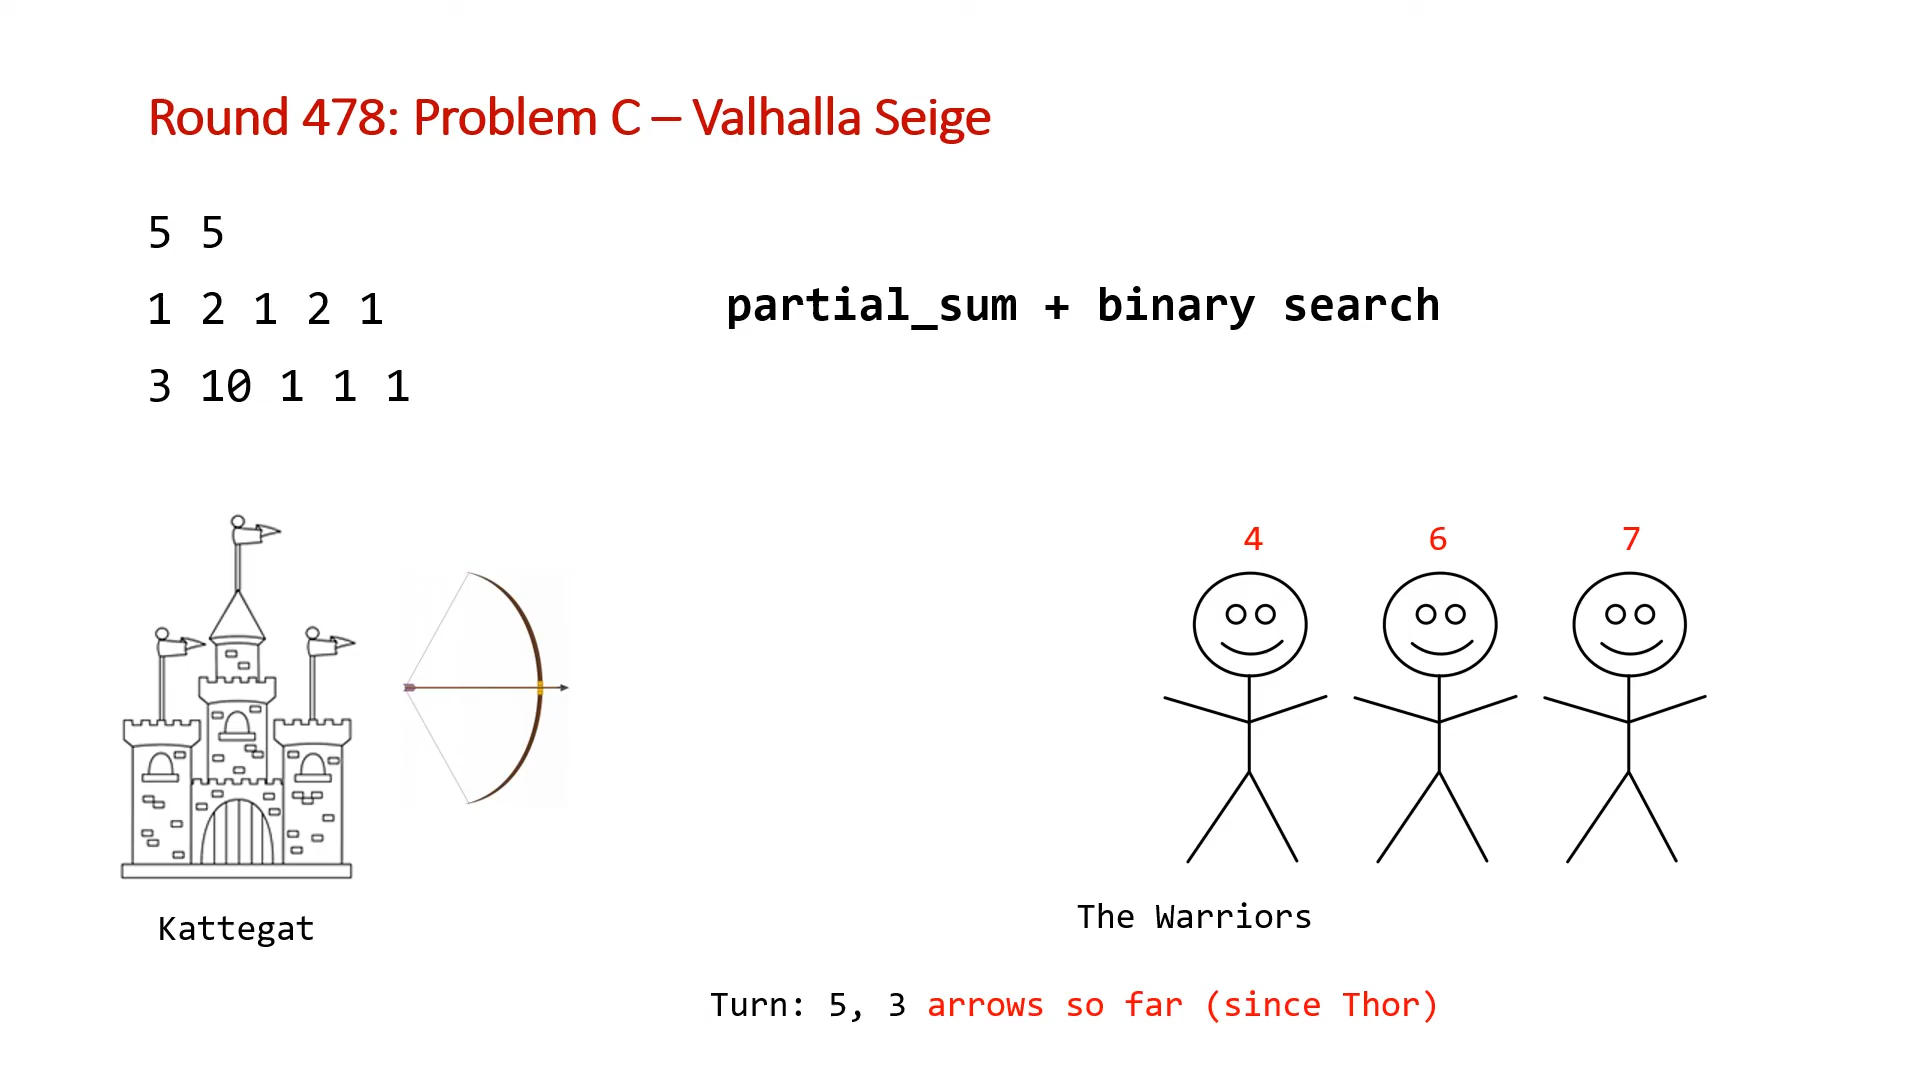 Round 478: Problem C – Valhalla Seige
5 5
1 2 1 2 1
partial_sum + binary search
3 10 1 1 1
4 6 7
Kattegat
The Warriors
Turn: 5, 3 arrows so far (since Thor)